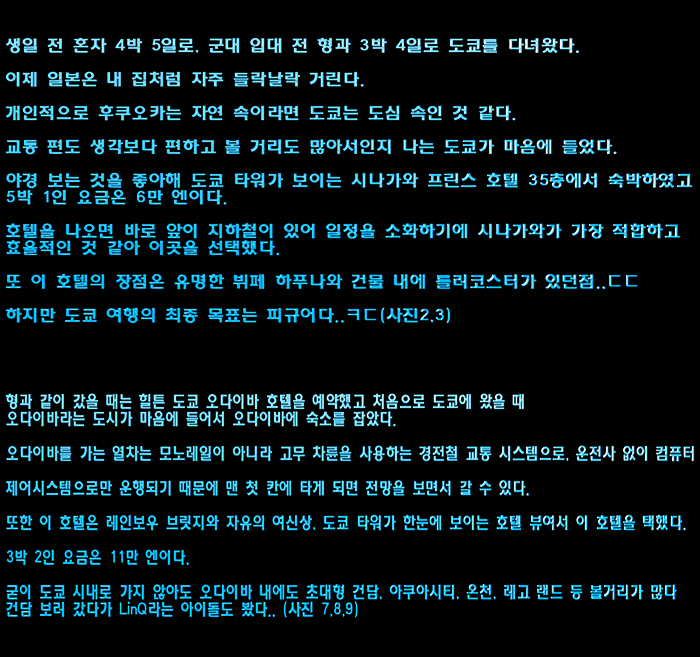 생일 전 혼자 4박 5일로, 군대 입대 전 형과 3박 4일로 도쿄를 다녀왔다.
이제 일본은 내 집처럼 자주 들락날락 거린다.
개인적으로 후쿠오카는 자연 속이라면 도쿄는 도심 속인 것 같다.
교통 편도 생각보다 편하고 볼 거리도 많아서인지 나는 도쿄가 마음에 들었다.
야경 보는 것을 좋아해 도쿄 타워가 보이는 시나가와 프린스 호텔 35층에서 숙박하였고
5박 1인 요금은 6만 엔이다.
호텔을 나오면 바로 앞이 지하철이 있어 일정을 소화하기에 시나가와가 가장 적합하고
효율적인 것 같아 이곳을 선택했다.
또 이 호텔의 장점은 유명한 뷔페 하푸나와 건물 내에 롤러코스터가 있던점..ㄷㄷ
하지만 도쿄 여행의 최종 목표는 피규어다..ㅋㄷ(사진2,3)
형과 같이 갔을 때는 힐튼 도쿄 오다이바 호텔을 예약했고 처음으로 도쿄에 왔을 때
오다이바라는 도시가 마음에 들어서 오다이바에 숙소를 잡았다.
오다이바를 가는 열차는 모노레일이 아니라 고무 차륜을 사용하는 경전철 교통 시스템으로, 운전사 없이 컴퓨터
제어시스템으로만 운행되기 때문에 맨 첫 칸에 타게 되면 전망을 보면서 갈 수 있다.
또한 이 호텔은 레인보우 브릿지와 자유의 여신상, 도쿄 타워가 한눈에 보이는 호텔 뷰여서 이 호텔을 택했다.
3박 2인 요금은 11만 엔이다.
굳이 도쿄 시내로 가지 않아도 오다이바 내에도 초대형 건담, 아쿠아시티, 온천, 레고 랜드 등 볼거리가 많다
건담 보러 갔다가 LinQ라는 아이돌도 봤다.. (사진 7,8,9)